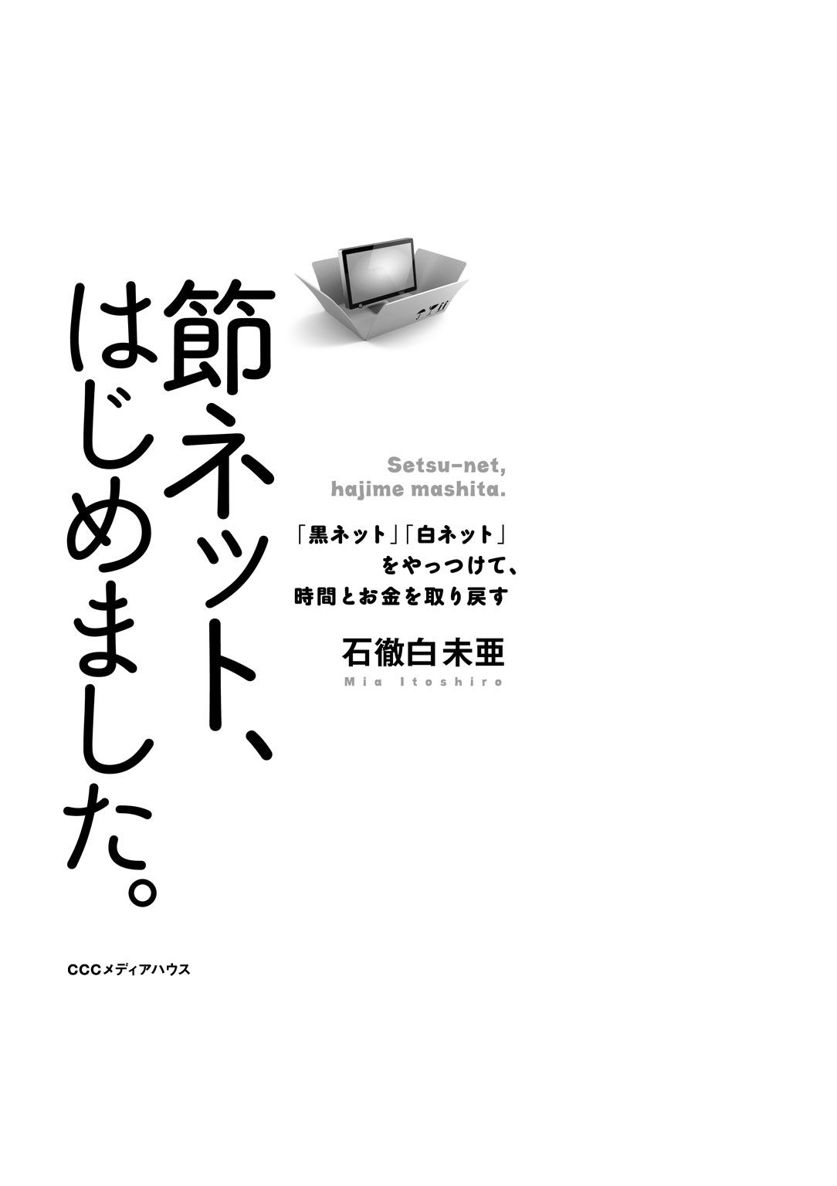 節ネット、
はじめました。
Setsu-net,
hajime mashita.
「黒ネット」「白ネット」
をやっつけて、
時間とお金を取り戻す
石徹白 未亜
Mia Itoshiro
CCCメディアハウス